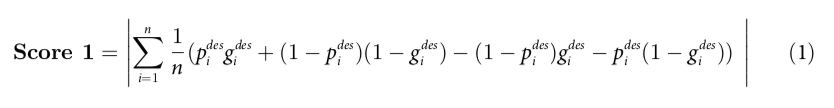 Score 1 = |∑_{i=1}^{n} \frac{1}{n} (p_i^{des} g_i^{des} + (1 − p_i^{des})(1 − g_i^{des}) − (1 − p_i^{des}) g_i^{des} − p_i^{des} (1 − g_i^{des}))| (1)